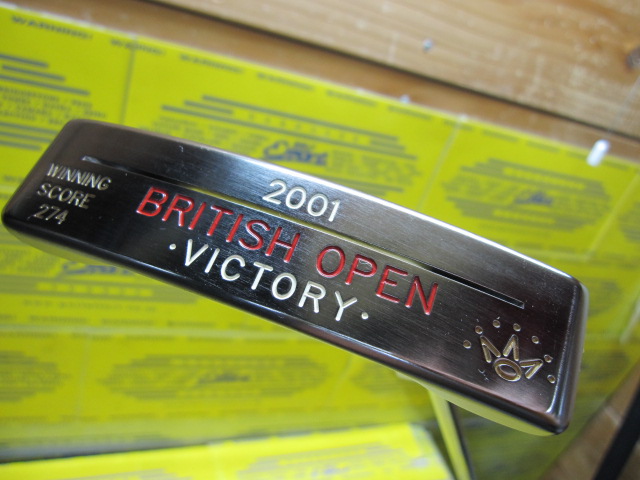 2001
BRITISH OPEN
·VICTORY·
WINNING
SCORE
274